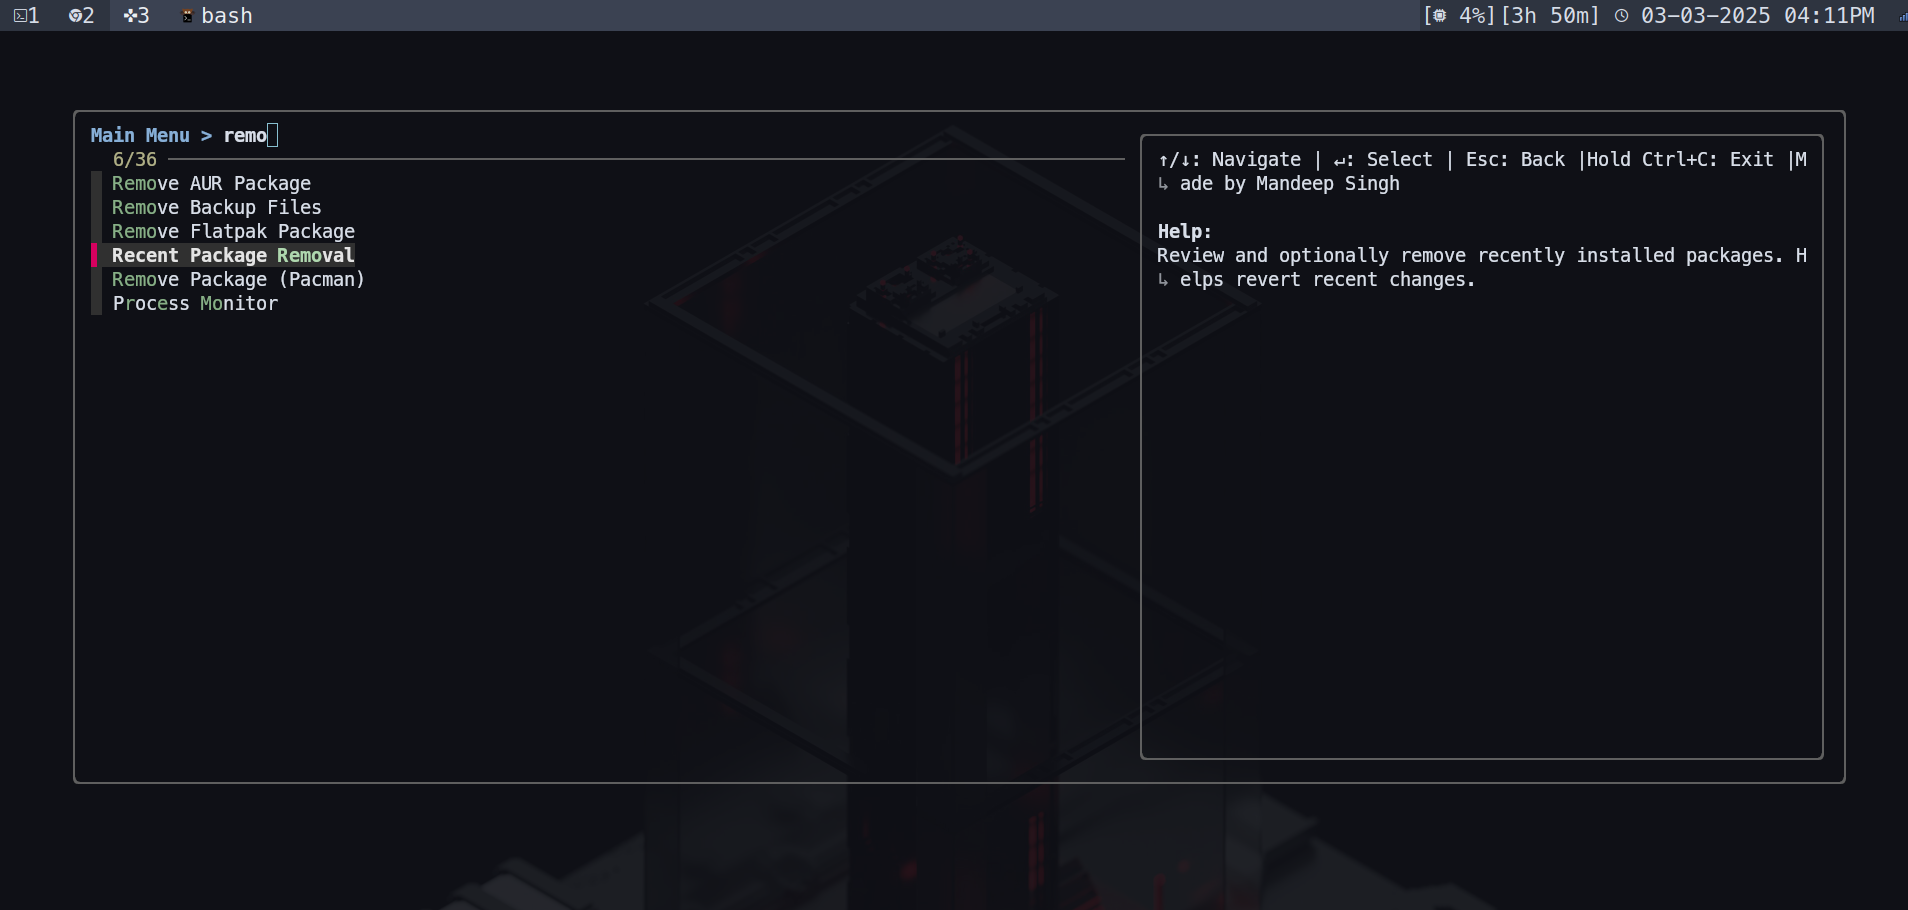 1 2 3 bash [4%][3h 50m] 03-03-2025 04:11PM
Main Menu > remo
6/36
Remove AUR Package
Remove Backup Files
Remove Flatpak Package
Recent Package Removal
Remove Package (Pacman)
Process Monitor
↑/↓: Navigate | ↵: Select | Esc: Back |Hold Ctrl+C: Exit |M
↳ ade by Mandeep Singh
Help:
Review and optionally remove recently installed packages. H
↳ elps revert recent changes.